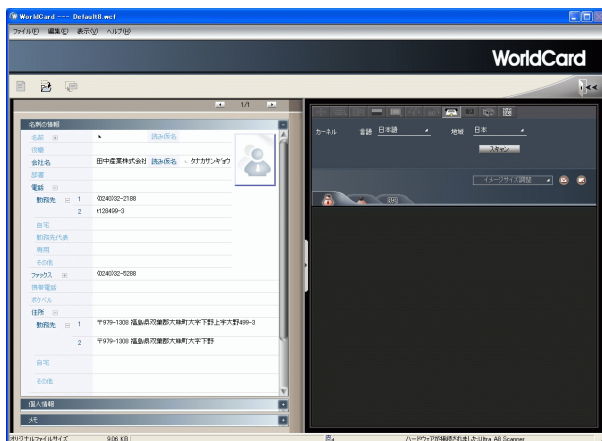 WorldCard --- Default8.wcf
ファイル(F) 編集(E) 表示(V) ヘルプ(H)
WorldCard
1/1
名刺の情報
名前 読み仮名
役職
会社名 田中産業株式会社 読み仮名 タナカサンギョウ
部署
電話
勤務先 1 (0240)32-2188
2 t128499-3
自宅
勤務先代表
専用
その他
ファックス (0240)32-5288
携帯電話
ポケベル
住所
勤務先 1 〒979-1308 福島県双葉郡大熊町大字下野上字大野499-3
2 〒979-1308 福島県双葉郡大熊町大字下野
自宅
その他
個人情報
メモ
カーネル 言語 日本語 地域 日本
スキャン
イメージサイズ調整
オリジナルファイルサイズ 9.06 KB
ハードウェアが接続されました:Ultra A8 Scanner